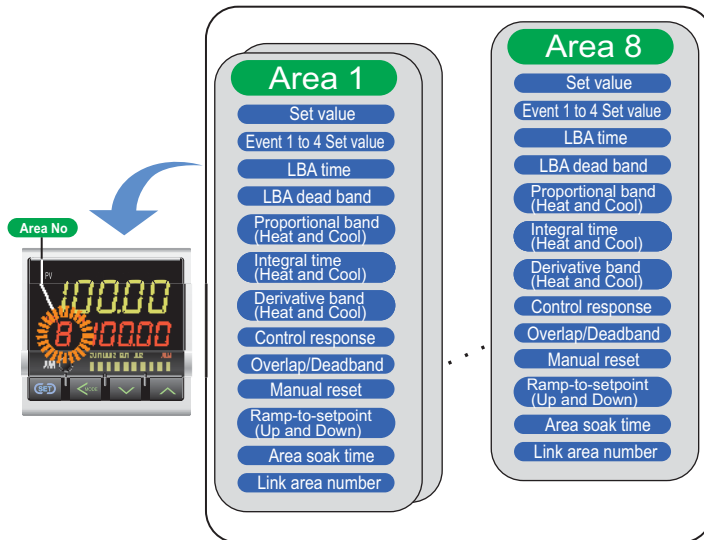 Area 1
Set value
Event 1 to 4 Set value
LBA time
LBA dead band
Proportional band
(Heat and Cool)
Integral time
(Heat and Cool)
Derivative band
(Heat and Cool)
Control response
Overlap/Deadband
Manual reset
Ramp-to-setpoint
(Up and Down)
Area soak time
Link area number
Area 8
Set value
Event 1 to 4 Set value
LBA time
LBA dead band
Proportional band
(Heat and Cool)
Integral time
(Heat and Cool)
Derivative band
(Heat and Cool)
Control response
Overlap/Deadband
Manual reset
Ramp-to-setpoint
(Up and Down)
Area soak time
Link area number
Area No
PV
100.00
8 100.00
SET
MODE